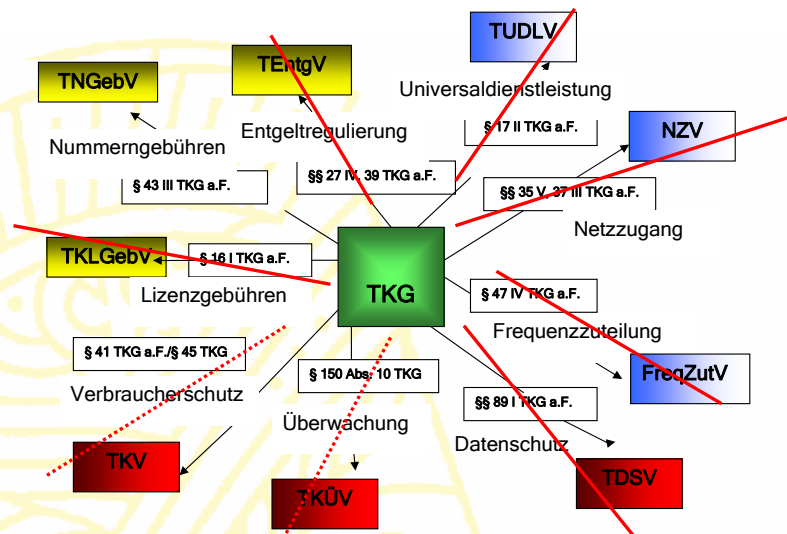 TUDLV
TEntgV
TNGebV
Universaldienstleistung
NZV
Entgeltregulierung
§ 17 II TKG a.F.
Nummerngebühren
§§ 27 IV, 39 TKG a.F.
§ 43 III TKG a.F.
§§ 35 V, 37 III TKG a.F.
Netzzugang
TKLGebV
§ 16 I TKG a.F.
TKG
Lizenzgebühren
§ 47 IV TKG a.F.
Frequenzzuteilung
§ 41 TKG a.F./§ 45 TKG
§ 150 Abs. 10 TKG
FreqZutV
Verbraucherschutz
§§ 89 I TKG a.F.
Überwachung
Datenschutz
TKV
TKÜV
TDSV